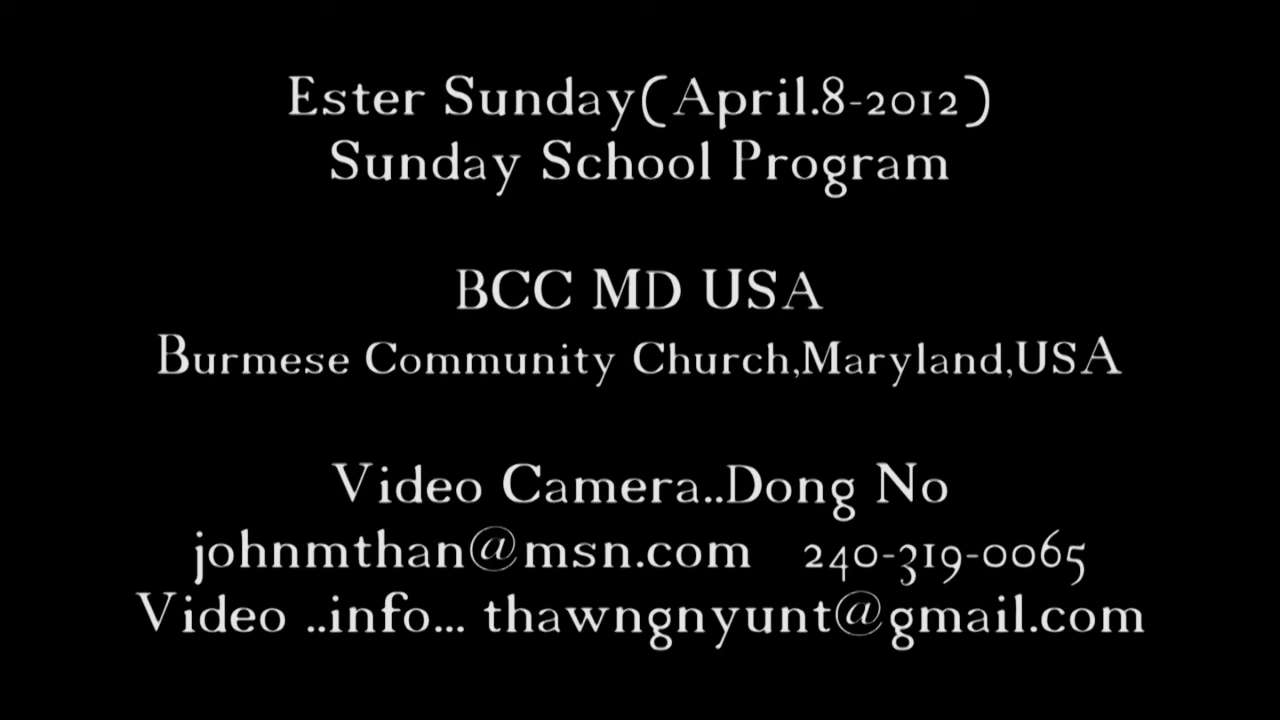 Ester Sunday(April.8-2012)
Sunday School Program
BCC MD USA
Burmese Community Church,Maryland,USA
Video Camera..Dong No
johnmthan@msn.com 240-319-0065
Video ..info... thawngnyunt@gmail.com